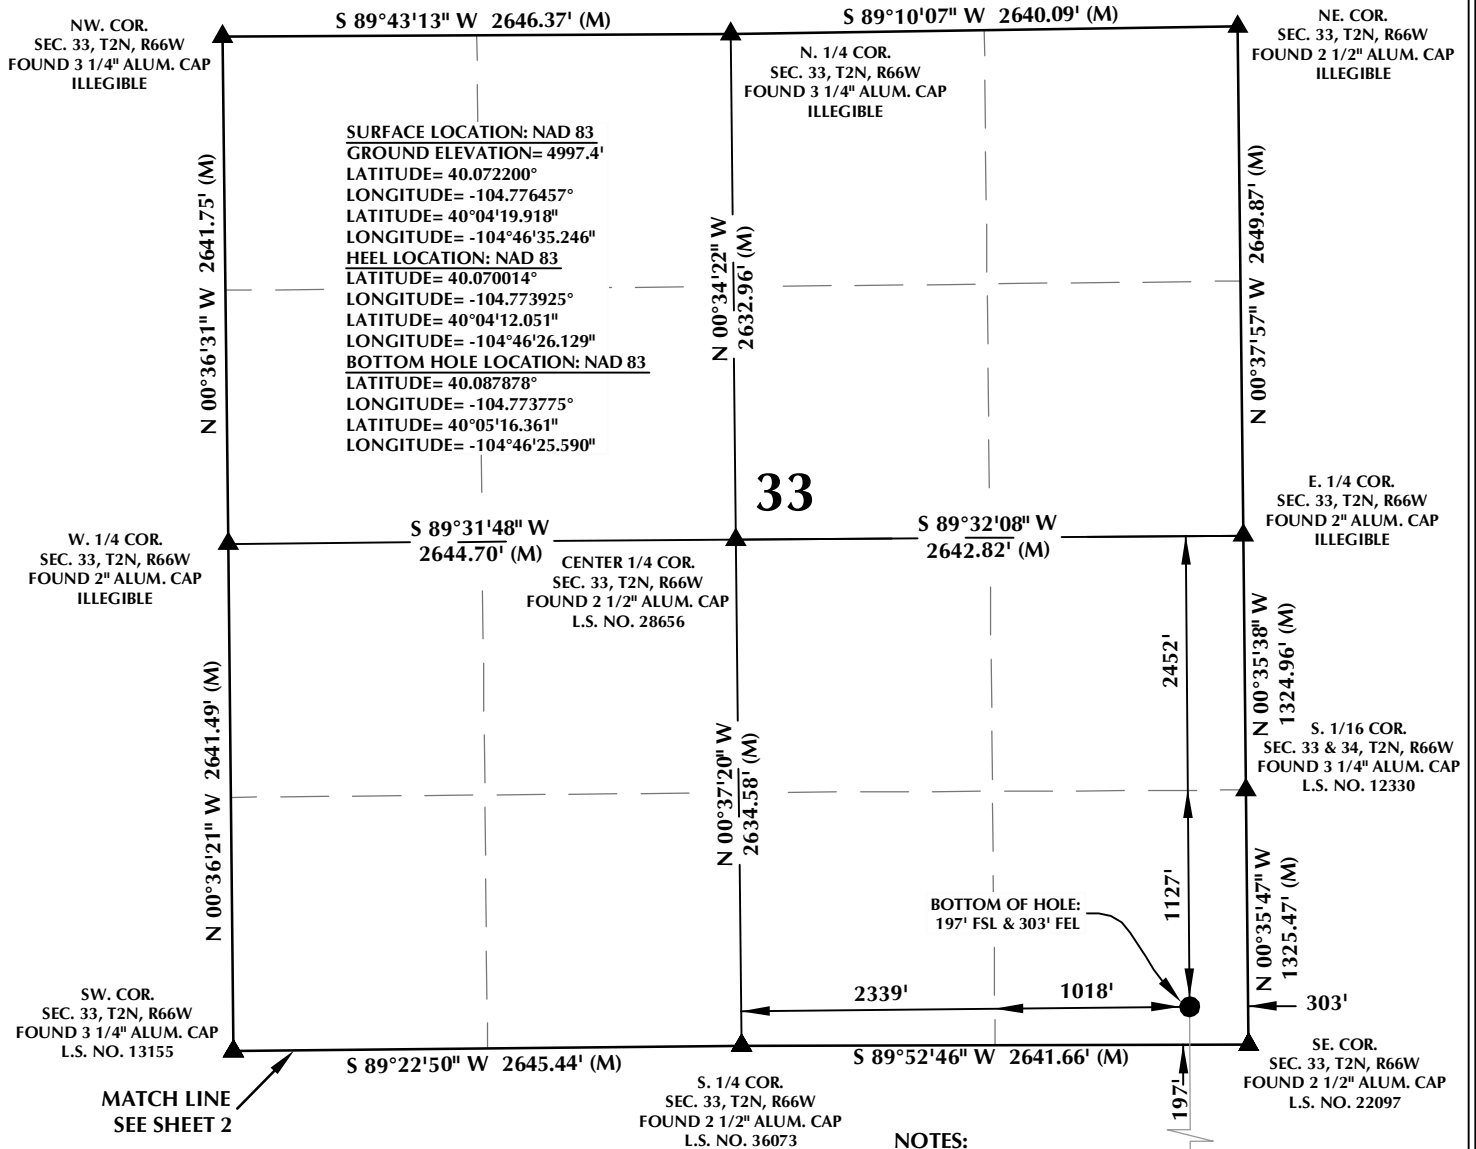 S 89°43'13" W 2646.37' (M)
S 89°10'07" W 2640.09' (M)
NW. COR.
SEC. 33, T2N, R66W
FOUND 3 1/4" ALUM. CAP
ILLEGIBLE
N. 1/4 COR.
SEC. 33, T2N, R66W
FOUND 3 1/4" ALUM. CAP
ILLEGIBLE
NE. COR.
SEC. 33, T2N, R66W
FOUND 2 1/2" ALUM. CAP
ILLEGIBLE
SURFACE LOCATION: NAD 83
GROUND ELEVATION= 4997.4'
LATITUDE= 40.072200°
LONGITUDE= -104.776457°
LATITUDE= 40°04'19.918"
LONGITUDE= -104°46'35.246"
HEEL LOCATION: NAD 83
LATITUDE= 40.070014°
LONGITUDE= -104.773925°
LATITUDE= 40°04'12.051"
LONGITUDE= -104°46'26.129"
BOTTOM HOLE LOCATION: NAD 83
LATITUDE= 40.087878°
LONGITUDE= -104.773775°
LATITUDE= 40°05'16.361"
LONGITUDE= -104°46'25.590"
N 00°36'31" W 2641.75' (M)
N 00°34'22" W
2632.96' (M)
N 00°37'57" W 2649.87' (M)
33
W. 1/4 COR.
SEC. 33, T2N, R66W
FOUND 2" ALUM. CAP
ILLEGIBLE
S 89°31'48" W
2644.70' (M)
CENTER 1/4 COR.
SEC. 33, T2N, R66W
FOUND 2 1/2" ALUM. CAP
L.S. NO. 28656
S 89°32'08" W
2642.82' (M)
E. 1/4 COR.
SEC. 33, T2N, R66W
FOUND 2" ALUM. CAP
ILLEGIBLE
N 00°36'21" W 2641.49' (M)
N 00°37'20" W
2634.58' (M)
2452'
N 00°35'38" W
1324.96' (M)
S. 1/16 COR.
SEC. 33 & 34, T2N, R66W
FOUND 3 1/4" ALUM. CAP
L.S. NO. 12330
1127'
N 00°35'47" W
1325.47' (M)
BOTTOM OF HOLE:
197' FSL & 303' FEL
2339'
1018'
303'
SW. COR.
SEC. 33, T2N, R66W
FOUND 3 1/4" ALUM. CAP
L.S. NO. 13155
S 89°22'50" W 2645.44' (M)
S 89°52'46" W 2641.66' (M)
197'
MATCH LINE
SEE SHEET 2
S. 1/4 COR.
SEC. 33, T2N, R66W
FOUND 2 1/2" ALUM. CAP
L.S. NO. 36073
SE. COR.
SEC. 33, T2N, R66W
FOUND 2 1/2" ALUM. CAP
L.S. NO. 22097
NOTES: